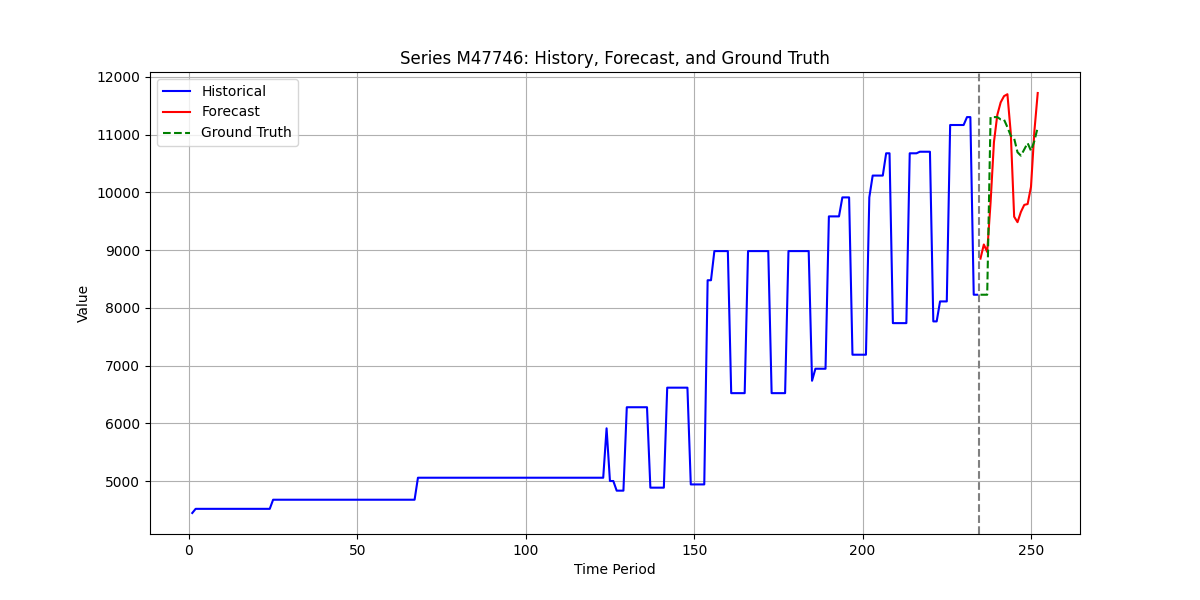 Series M47746: History, Forecast, and Ground Truth
12000
11000
10000
9000
8000
7000
6000
5000
Value
Historical
Forecast
Ground Truth
0 50 100 150 200 250
Time Period